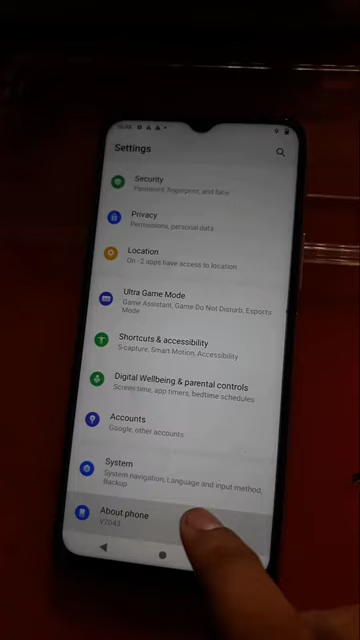 Settings
Security
Password, fingerprint, and face
Privacy
Permissions, personal data
Location
On - 2 apps have access to location
Ultra Game Mode
Game Assistant, Game Do Not Disturb, Esports
Mode
Shortcuts & accessibility
S-capture, Smart Motion, Accessibility
Digital Wellbeing & parental controls
Screen time, app timers, bedtime schedules
Accounts
Google, other accounts
System
System navigation, Language and input method,
Backup
About phone
V2043